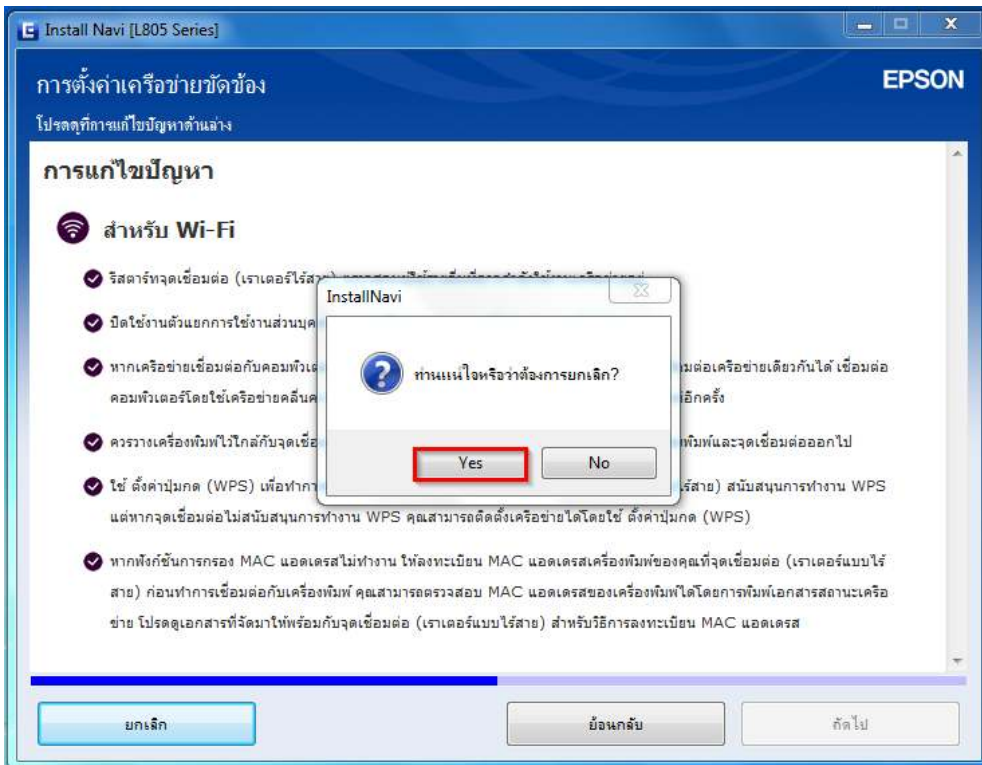 Install Navi [L805 Series]
การตั้งค่าเครือข่ายขัดข้อง
EPSON
โปรดดูที่การแก้ไขปัญหาด้านล่าง
การแก้ไขปัญหา
สำหรับ Wi-Fi
รีสตาร์ทจุดเชื่อมต่อ (เราเตอร์ไร้สาย)
ปิดใช้งานตัวแยกการใช้งานส่วนบุค
หากเครือข่ายเชื่อมต่อกับคอมพิวเต มต่อเครือข่ายเดียวกันได้ เชื่อมต่อ
คอมพิวเตอร์โดยใช้เครือข่ายคลื่นค อีกครั้ง
ควรวางเครื่องพิมพ์ไว้ใกล้กับจุดเชื่อ พิมพ์และจุดเชื่อมต่อออกไป
ใช้ ตั้งค่าปุ่มกด (WPS) เพื่อทำกา ร้สาย) สนับสนุนการทำงาน WPS
แต่หากจุดเชื่อมต่อไม่สนับสนุนการทำงาน WPS คุณสามารถติดตั้งเครือข่ายได้โดยใช้ ตั้งค่าปุ่มกด (WPS)
หากฟังก์ชันการกรอง MAC แอดเดรสไม่ทำงาน ให้ลงทะเบียน MAC แอดเดรสเครื่องพิมพ์ของคุณที่จุดเชื่อมต่อ (เราเตอร์แบบไร้
สาย) ก่อนทำการเชื่อมต่อกับเครื่องพิมพ์ คุณสามารถตรวจสอบ MAC แอดเดรสของเครื่องพิมพ์ได้โดยการพิมพ์เอกสารสถานะเครือ
ข่าย โปรดดูเอกสารที่จัดมาให้พร้อมกับจุดเชื่อมต่อ (เราเตอร์แบบไร้สาย) สำหรับวิธีการลงทะเบียน MAC แอดเดรส
InstallNavi
ท่านแน่ใจหรือว่าต้องการยกเลิก?
Yes
No
ยกเลิก
ย้อนกลับ
ถัดไป